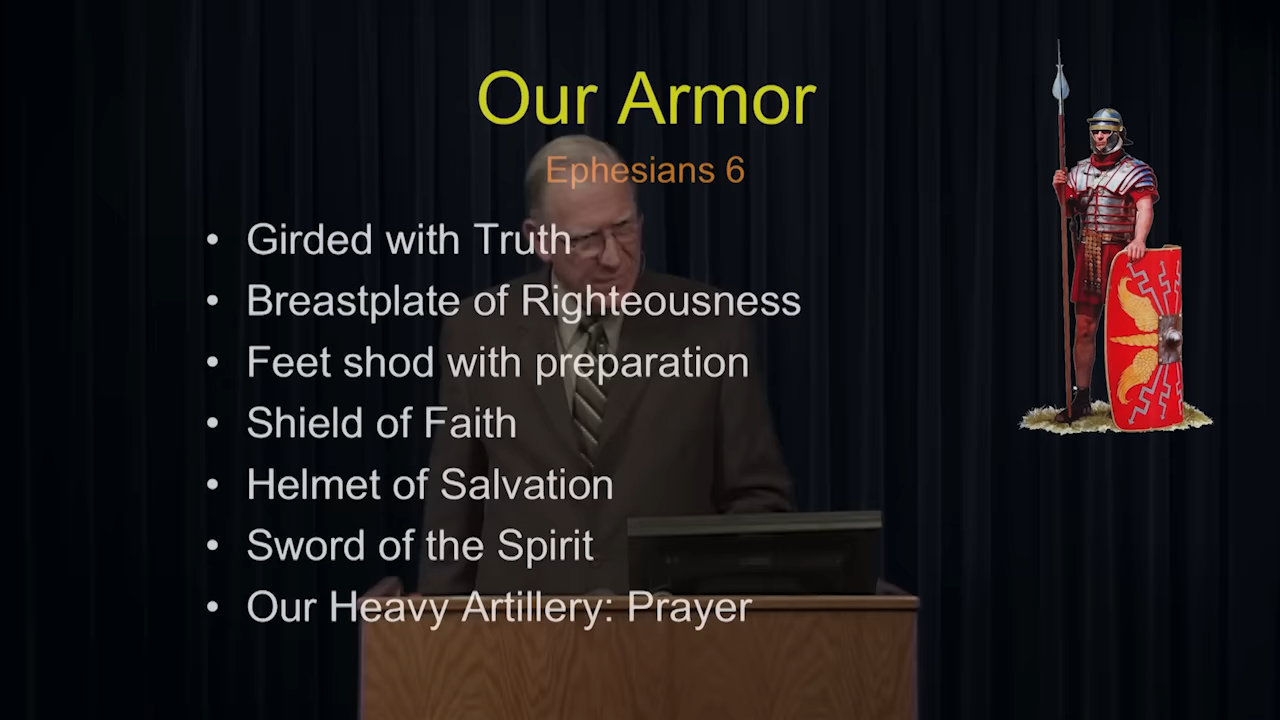 Our Armor
Ephesians 6
• Girded with Truth
• Breastplate of Righteousness
• Feet shod with preparation
• Shield of Faith
• Helmet of Salvation
• Sword of the Spirit
• Our Heavy Artillery: Prayer